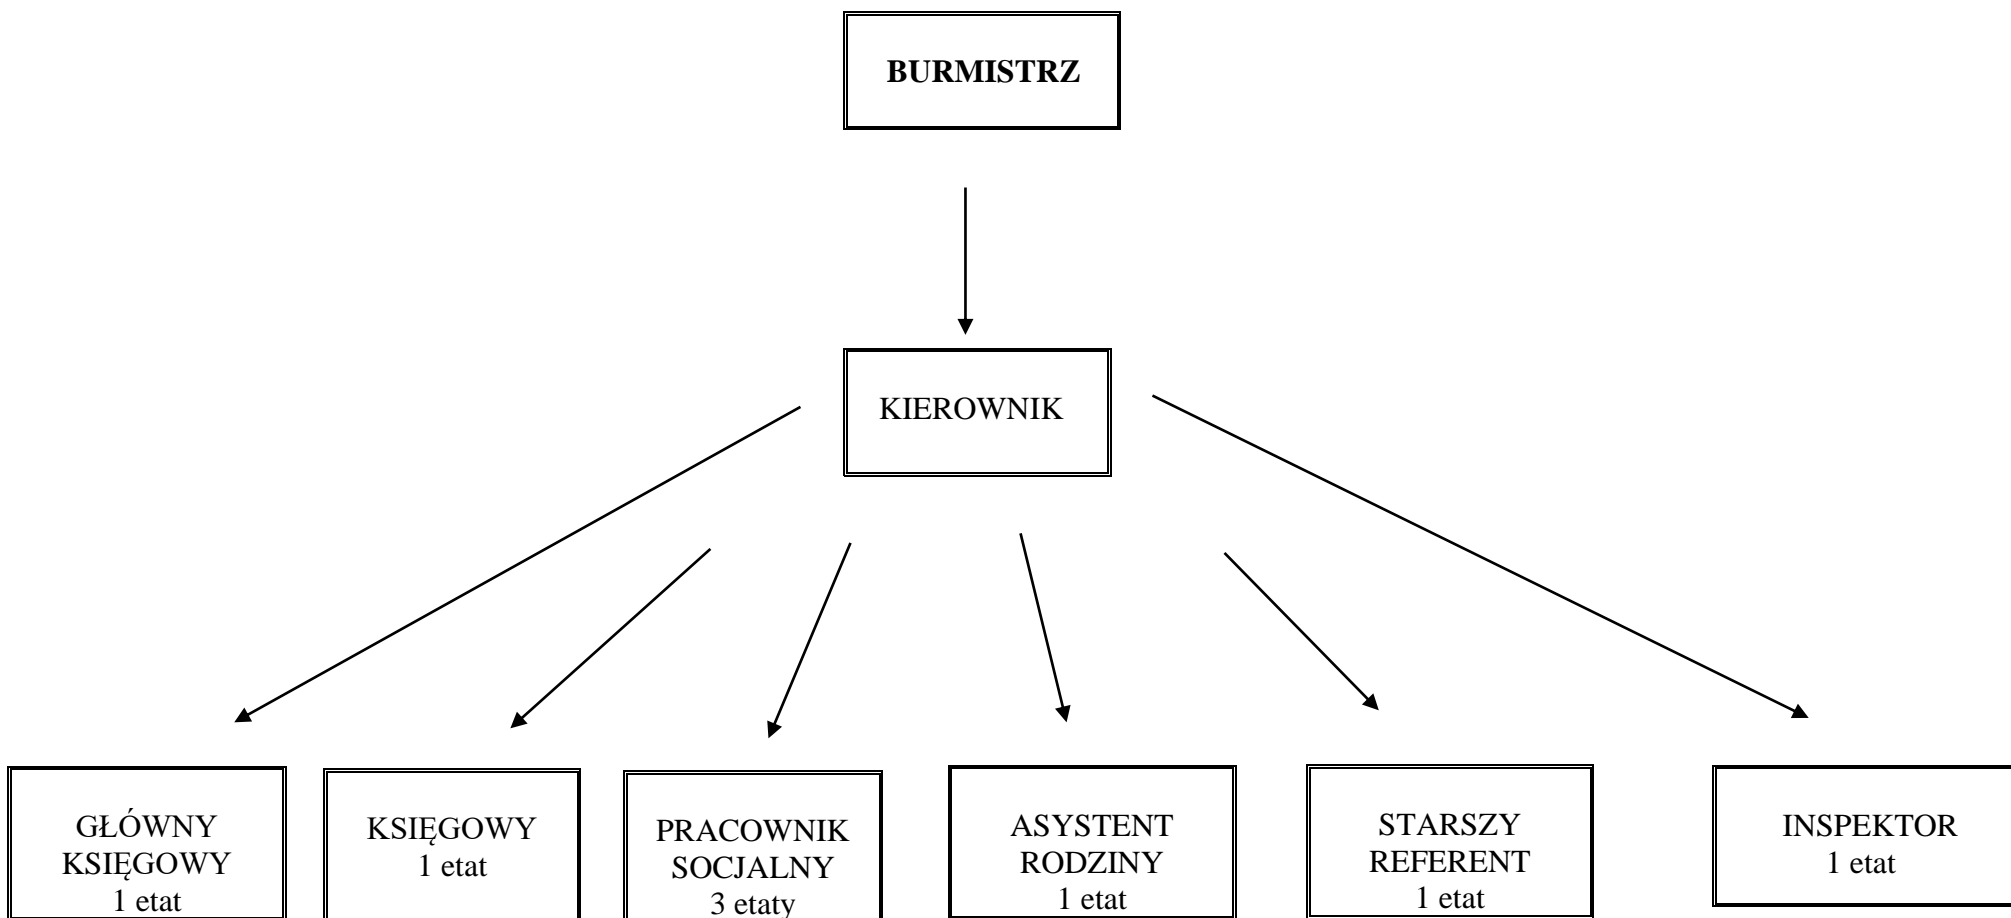 BURMISTRZ
KIEROWNIK
GŁÓWNY
KSIĘGOWY
1 etat
KSIĘGOWY
1 etat
PRACOWNIK
SOCJALNY
3 etaty
ASYSTENT
RODZINY
1 etat
STARSZY
REFERENT
1 etat
INSPEKTOR
1 etat